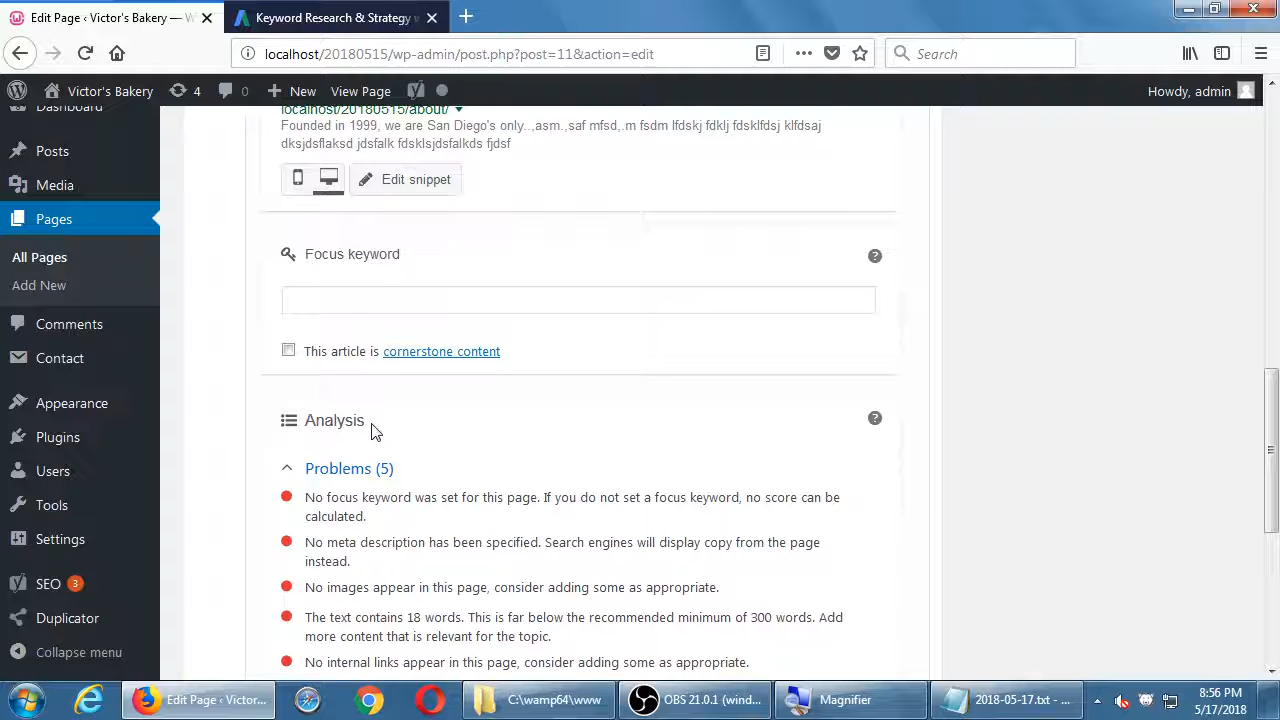 Edit Page ‹ Victor's Bakery — W
Keyword Research & Strategy w
localhost/20180515/wp-admin/post.php?post=11&action=edit
Search
Victor's Bakery
4
0
New
View Page
Howdy, admin
Dashboard
Posts
Media
Pages
All Pages
Add New
Comments
Contact
Appearance
Plugins
Users
Tools
Settings
SEO 3
Duplicator
Collapse menu
localhost/20180515/about/
Founded in 1999, we are San Diego's only..,asm.,saf mfsd,.m fsdm lfdskj fdklj fdsklfdsj klfdsaj
dksjdsflaksd jdsfalk fdsklsjdsfalkds fjdsf
Edit snippet
Focus keyword
This article is cornerstone content
Analysis
Problems (5)
No focus keyword was set for this page. If you do not set a focus keyword, no score can be
calculated.
No meta description has been specified. Search engines will display copy from the page
instead.
No images appear in this page, consider adding some as appropriate.
The text contains 18 words. This is far below the recommended minimum of 300 words. Add
more content that is relevant for the topic.
No internal links appear in this page, consider adding some as appropriate.
Edit Page ‹ Victor...
C:\wamp64\www
OBS 21.0.1 (wind...
Magnifier
2018-05-17.txt - ...
8:56 PM
5/17/2018